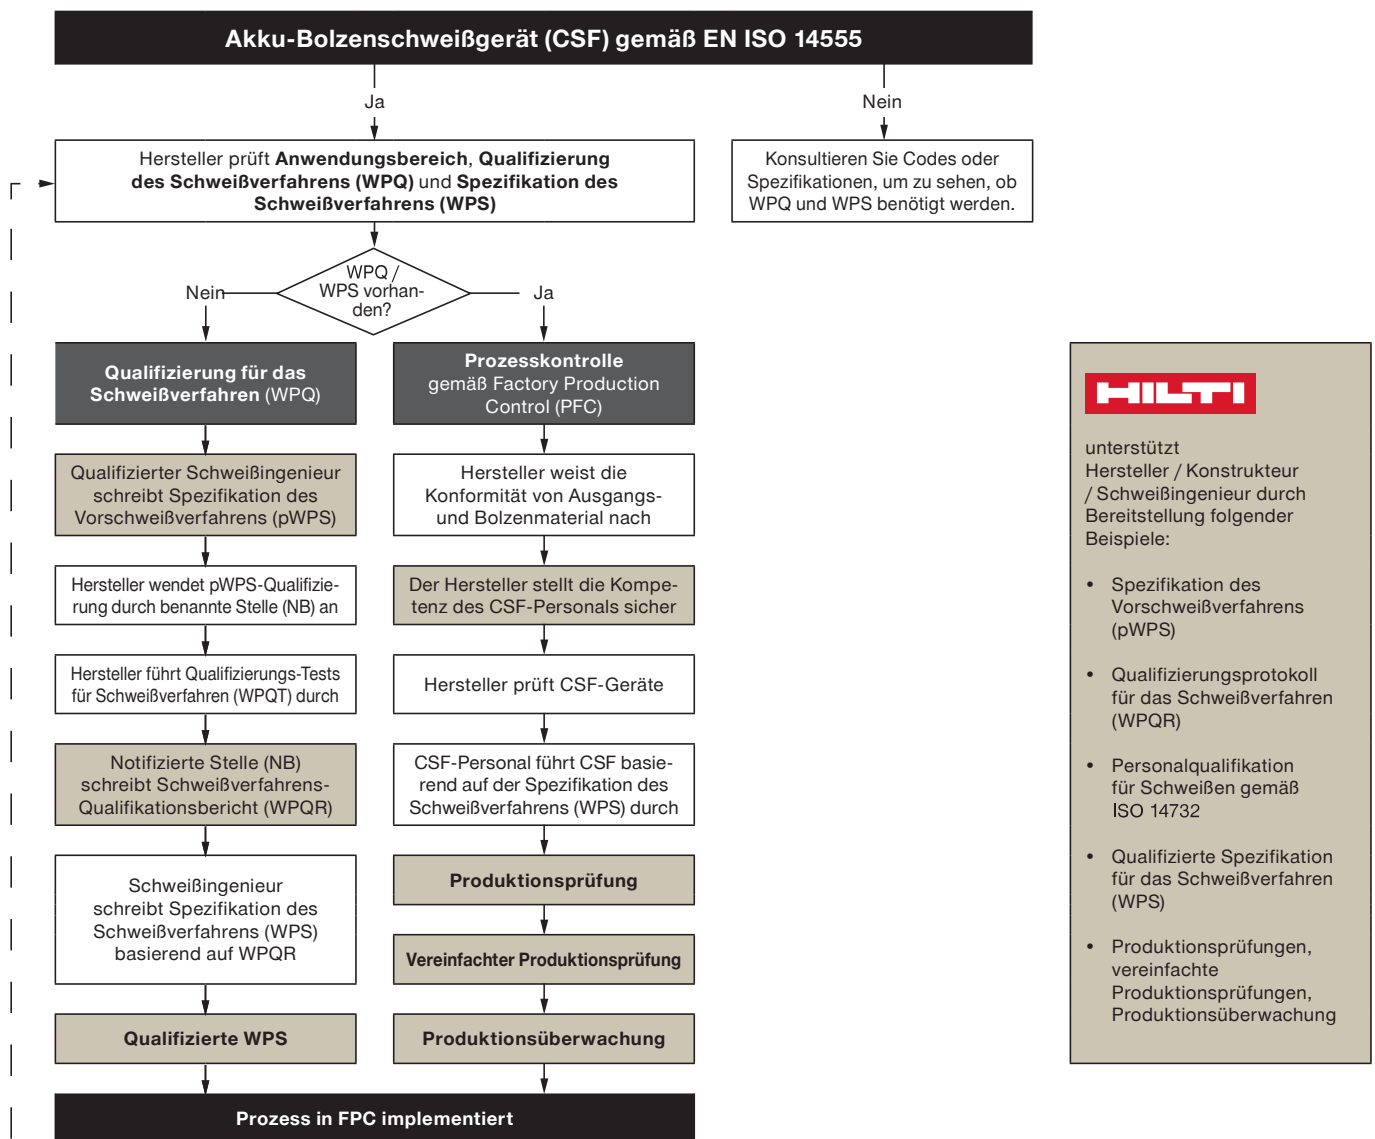 Akku-Bolzenschweißgerät (CSF) gemäß EN ISO 14555
Ja
Nein
Hersteller prüft Anwendungsbereich, Qualifizierung
des Schweißverfahrens (WPQ) und Spezifikation des
Schweißverfahrens (WPS)
Konsultieren Sie Codes oder
Spezifikationen, um zu sehen, ob
WPQ und WPS benötigt werden.
WPQ /
WPS vorhan-
den?
Nein
Ja
Qualifizierung für das
Schweißverfahren (WPQ)
Qualifizierter Schweißingenieur
schreibt Spezifikation des
Vorschweißverfahrens (pWPS)
Hersteller wendet pWPS-Qualifizie-
rung durch benannte Stelle (NB) an
Hersteller führt Qualifizierungs-Tests
für Schweißverfahren (WPQT) durch
Notifizierte Stelle (NB)
schreibt Schweißverfahrens-
Qualifikationsbericht (WPQR)
Schweißingenieur
schreibt Spezifikation des
Schweißverfahrens (WPS)
basierend auf WPQR
Qualifizierte WPS
Prozesskontrolle
gemäß Factory Production
Control (PFC)
Hersteller weist die
Konformität von Ausgangs-
und Bolzenmaterial nach
Der Hersteller stellt die Kompe-
tenz des CSF-Personals sicher
Hersteller prüft CSF-Geräte
CSF-Personal führt CSF basie-
rend auf der Spezifikation des
Schweißverfahrens (WPS) durch
Produktionsprüfung
Vereinfachter Produktionsprüfung
Produktionsüberwachung
Prozess in FPC implementiert
HILTI
unterstützt
Hersteller / Konstrukteur
/ Schweißingenieur durch
Bereitstellung folgender
Beispiele:
• Spezifikation des
Vorschweißverfahrens
(pWPS)
• Qualifizierungsprotokoll
für das Schweißverfahren
(WPQR)
• Personalqualifikation
für Schweißen gemäß
ISO 14732
• Qualifizierte Spezifikation
für das Schweißverfahren
(WPS)
• Produktionsprüfungen,
vereinfachte
Produktionsprüfungen,
Produktionsüberwachung